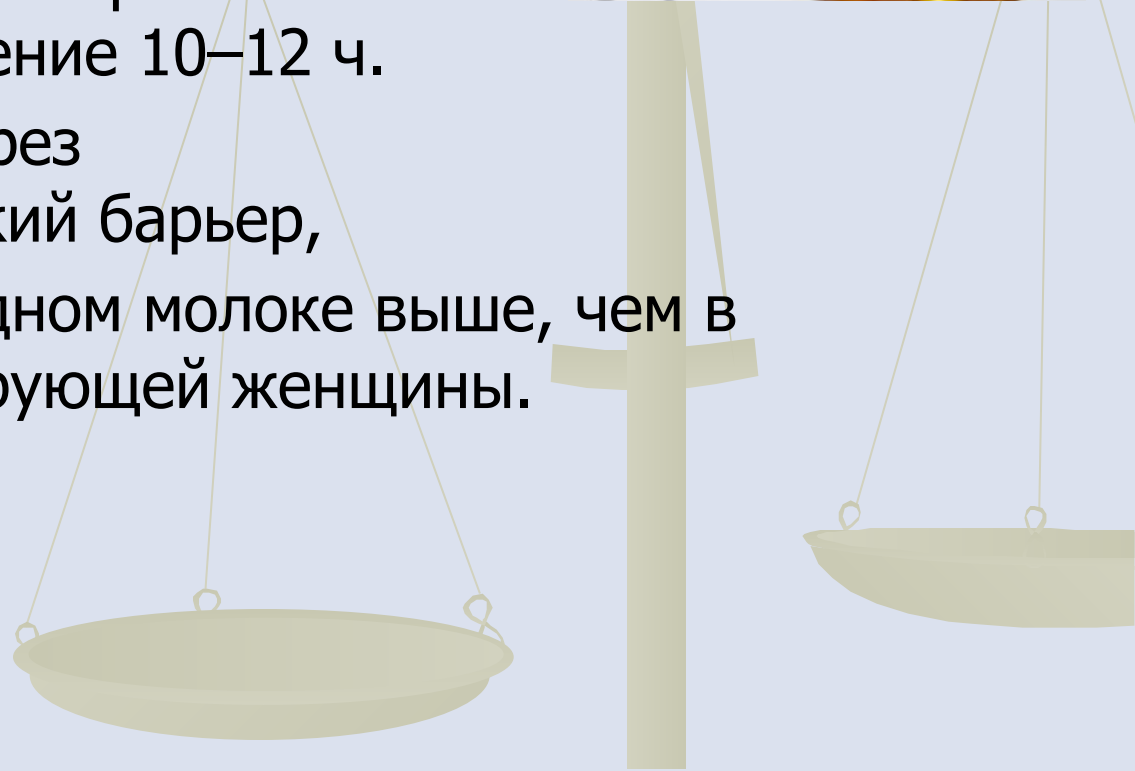 ение 10–12 ч.
рез
кий барьер,
дном молоке выше, чем в
рующей женщины.